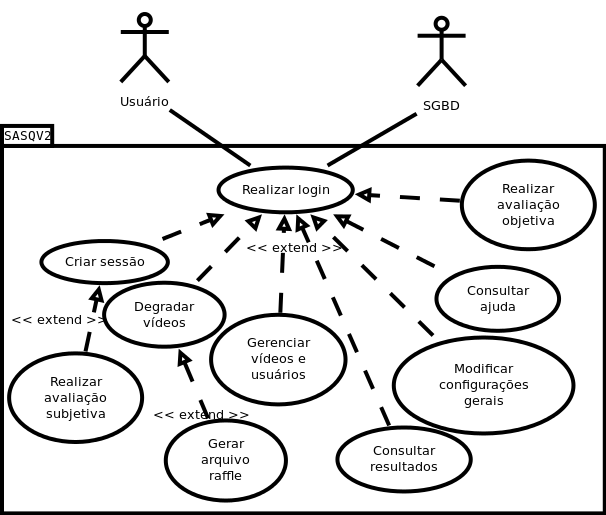 Usuário
SGBD
SASQV2
Realizar login
Realizar
avaliação
objetiva
<< extend >>
Criar sessão
Consultar
ajuda
Degradar
vídeos
<< extend >>
Gerenciar
vídeos e
usuários
Modificar
configurações
gerais
Realizar
avaliação
subjetiva
<< extend >>
Gerar
arquivo
raffle
Consultar
resultados